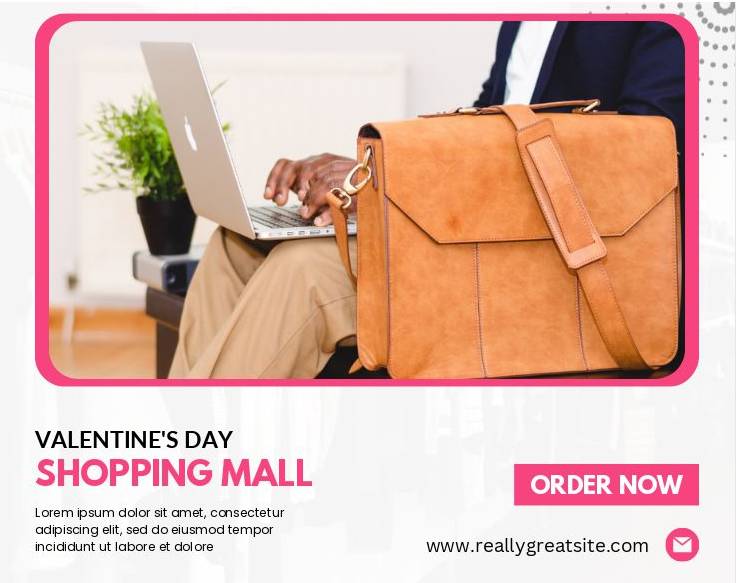 VALENTINE'S DAY
SHOPPING MALL
Lorem ipsum dolor sit amet, consectetur
adipiscing elit, sed do eiusmod tempor
incididunt ut labore et dolore
ORDER NOW
www.reallygreatsite.com